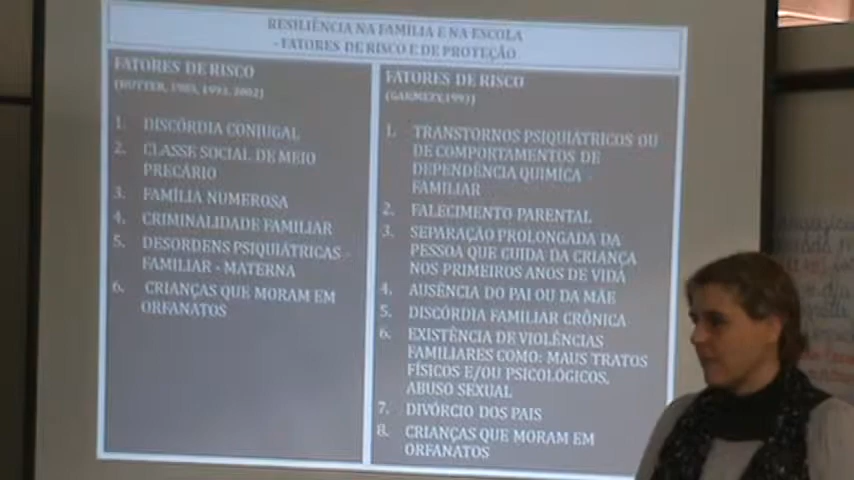 RESILIÊNCIA NA FAMÍLIA E NA ESCOLA
- FATORES DE RISCO E DE PROTEÇÃO
FATORES DE RISCO
(RUTTER, 1985, 1993, 2002)
1. DISCÓRDIA CONJUGAL
2. CLASSE SOCIAL DE MEIO
PRECÁRIO
3. FAMÍLIA NUMEROSA
4. CRIMINALIDADE FAMILIAR
5. DESORDENS PSIQUIÁTRICAS -
FAMILIAR - MATERNA
6. CRIANÇAS QUE MORAM EM
ORFANATOS
FATORES DE RISCO
(GARMEZY,1993)
1. TRANSTORNOS PSIQUIÁTRICOS OU
DE COMPORTAMENTOS DE
DEPENDÊNCIA QUIMÍCA -
FAMILIAR
2. FALECIMENTO PARENTAL
3. SEPARAÇÃO PROLONGADA DA
PESSOA QUE CUIDA DA CRIANÇA
NOS PRIMEIROS ANOS DE VIDA
4. AUSÊNCIA DO PAI OU DA MÃE
5. DISCÓRDIA FAMILIAR CRÔNICA
6. EXISTÊNCIA DE VIOLÊNCIAS
FAMILIARES COMO: MAUS TRATOS
FÍSICOS E/OU PSICOLÓGICOS,
ABUSO SEXUAL
7. DIVÓRCIO DOS PAIS
8. CRIANÇAS QUE MORAM EM
ORFANATOS